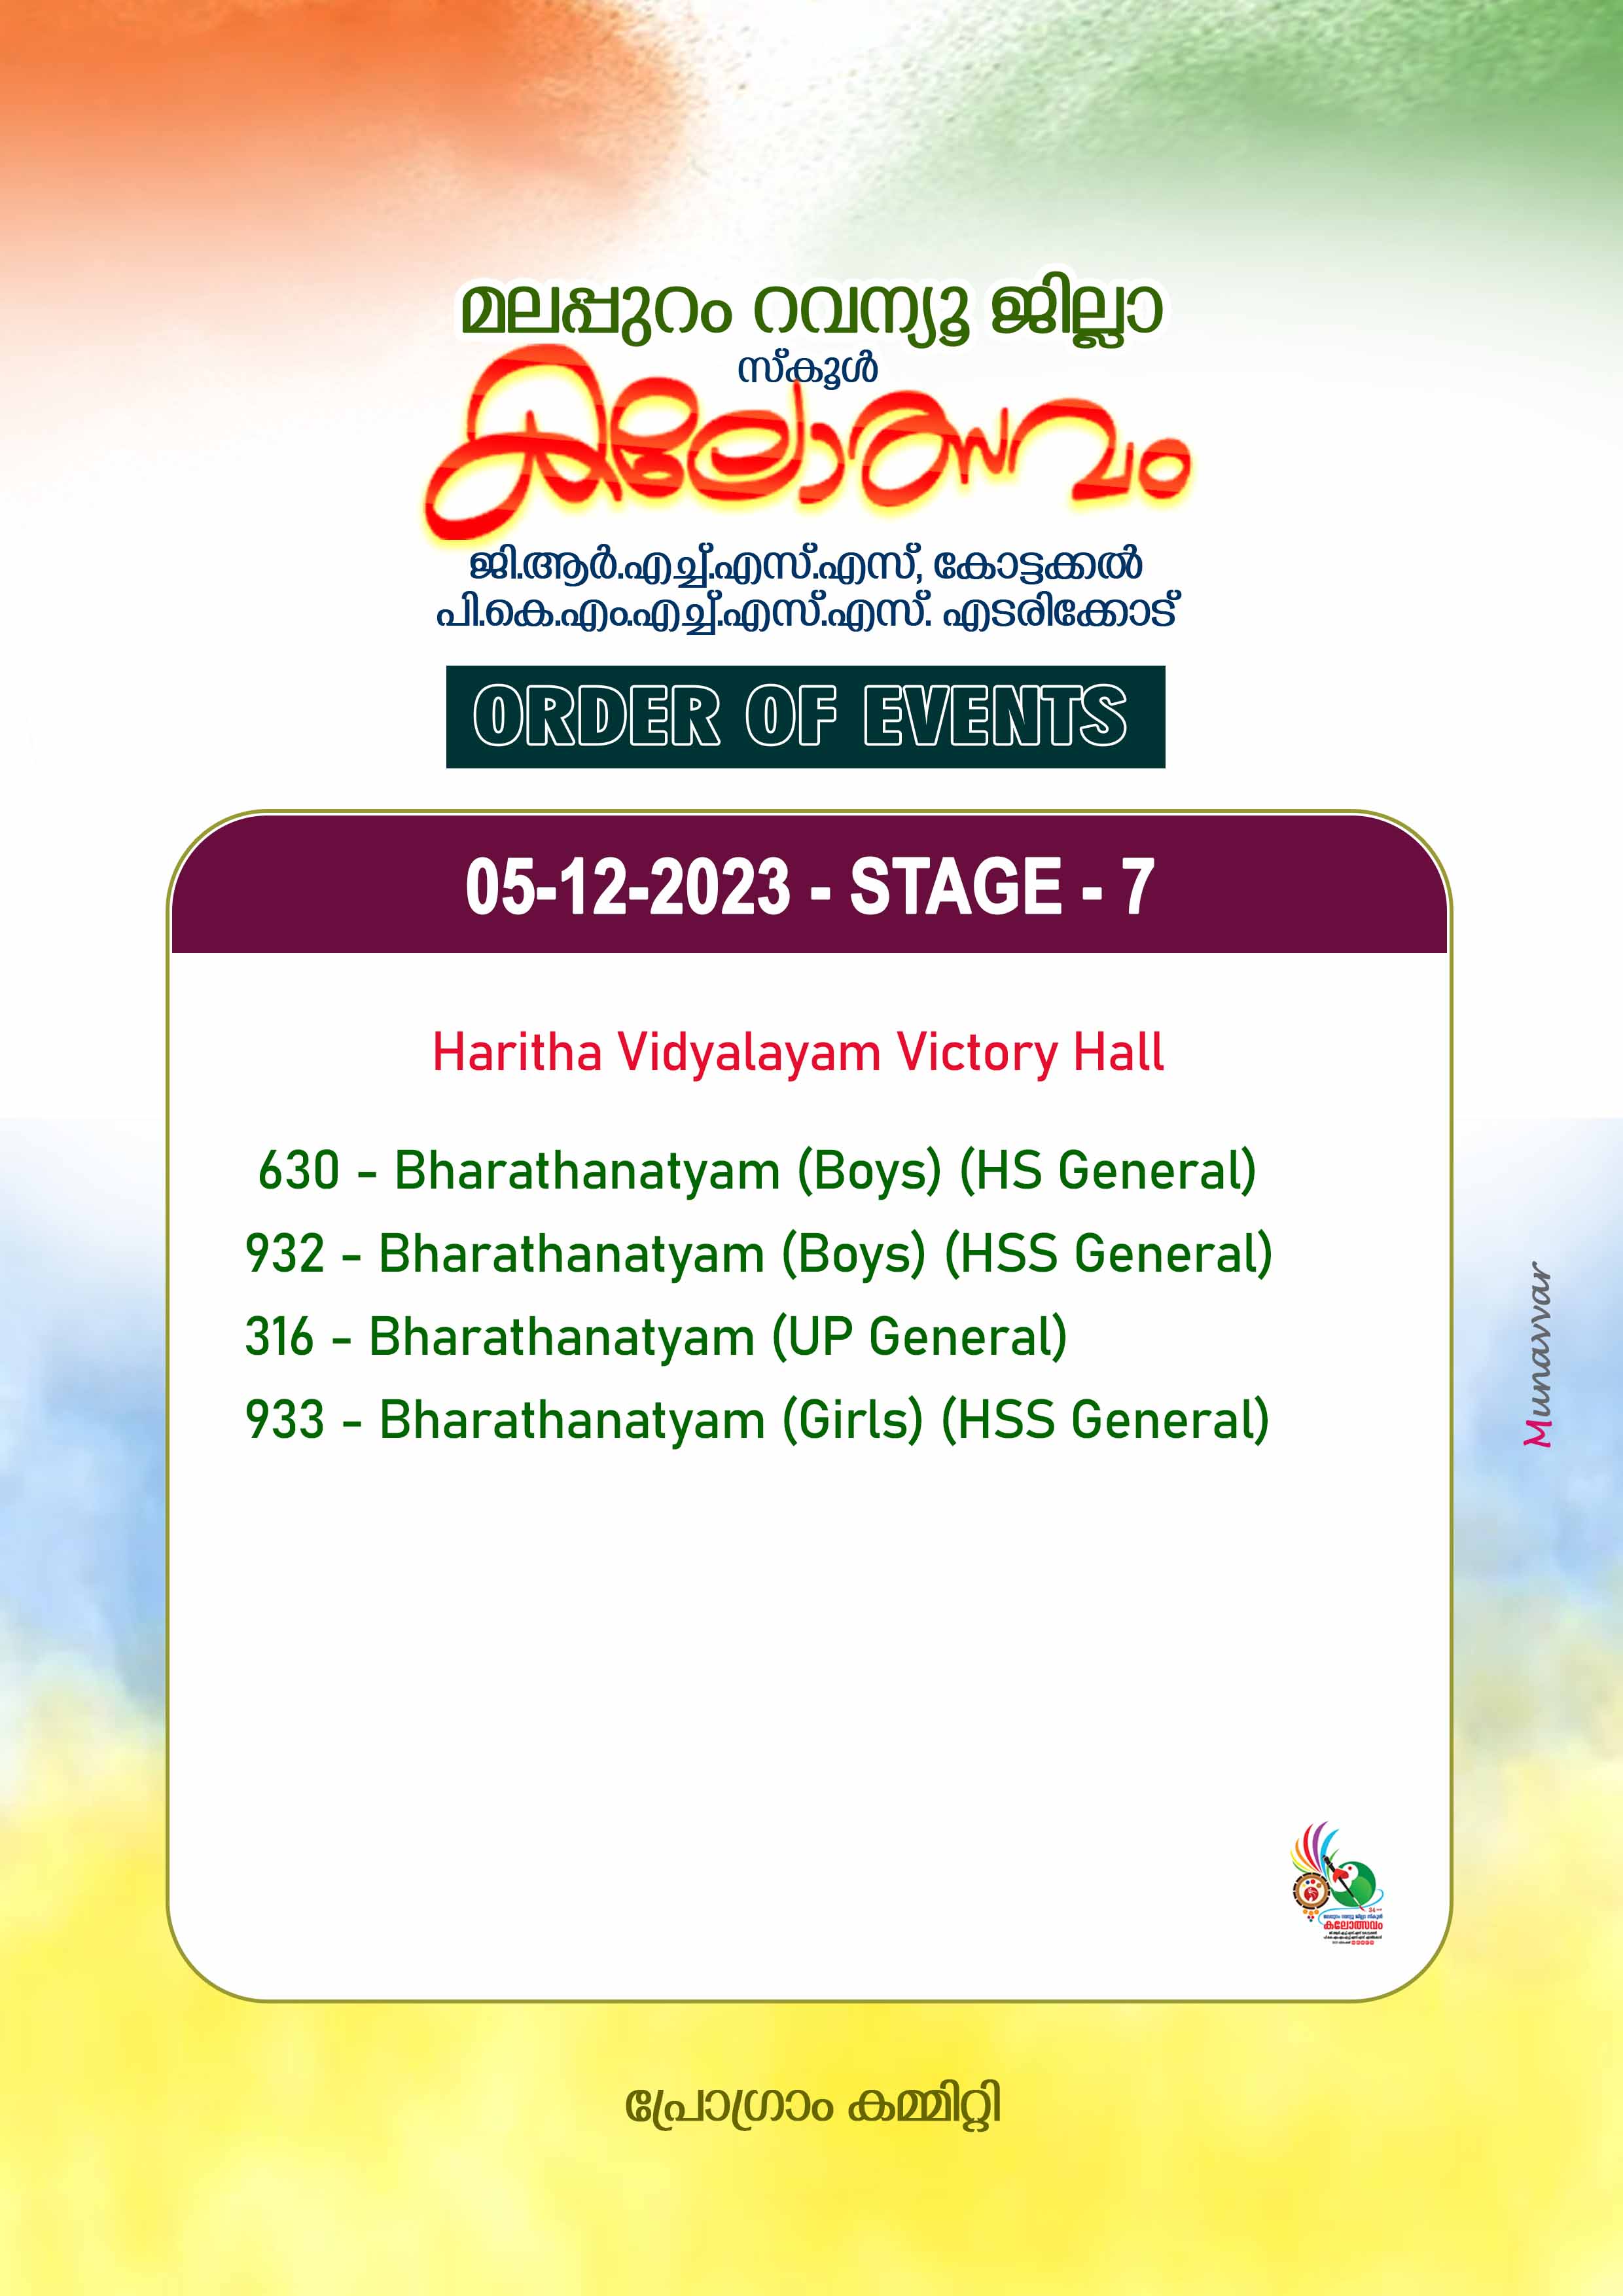 മലപ്പുറം റവന്യൂ ജില്ലാ
സ്കൂൾ
കലോത്സവം
ജി.ആർ.എച്ച്.എസ്.എസ്, കോട്ടക്കൽ
പി.കെ.എം.എച്ച്.എസ്.എസ്. എടരിക്കോട്
ORDER OF EVENTS
05-12-2023 - STAGE - 7
Haritha Vidyalayam Victory Hall
630 - Bharathanatyam (Boys) (HS General)
932 - Bharathanatyam (Boys) (HSS General)
316 - Bharathanatyam (UP General)
933 - Bharathanatyam (Girls) (HSS General)
Munavvar
കലോത്സവം
പ്രോഗ്രാം കമ്മിറ്റി